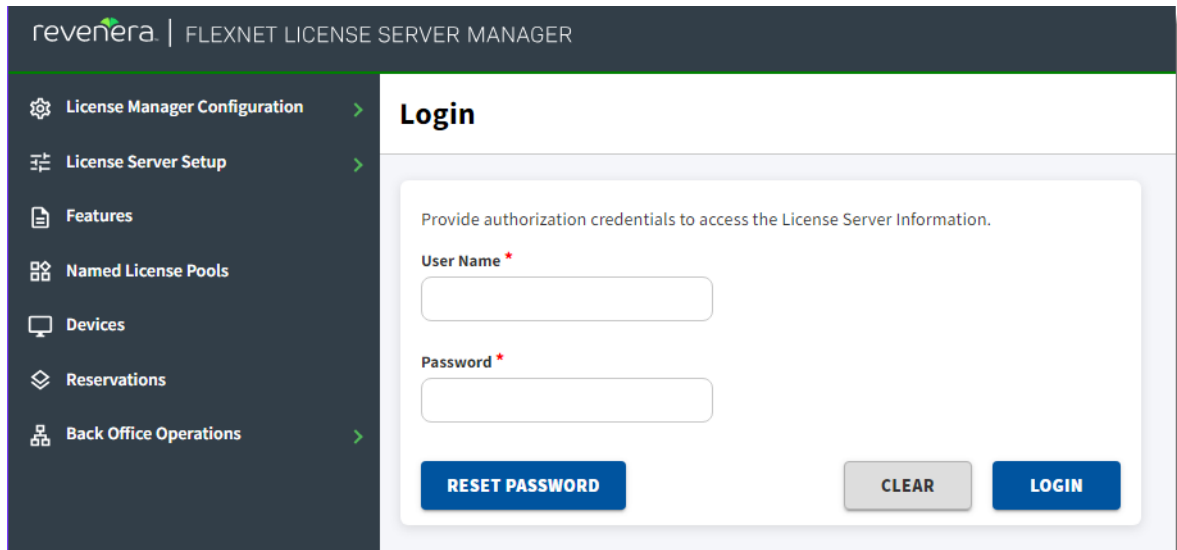 revenera. | FLEXNET LICENSE SERVER MANAGER
License Manager Configuration
License Server Setup
Features
Named License Pools
Devices
Reservations
Back Office Operations
Login
Provide authorization credentials to access the License Server Information.
User Name *
Password *
RESET PASSWORD
CLEAR
LOGIN